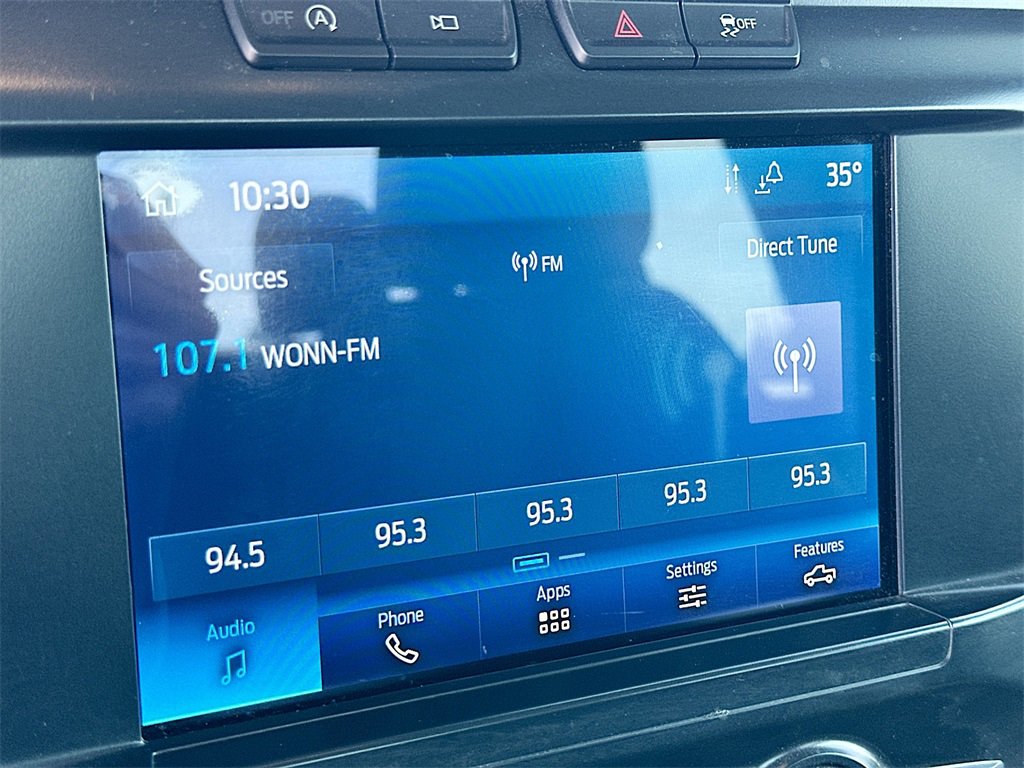 OFF A
OFF
10:30
35°
Sources
FM
Direct Tune
107.1 WONN-FM
94.5
95.3
95.3
95.3
95.3
Audio
Phone
Apps
Settings
Features